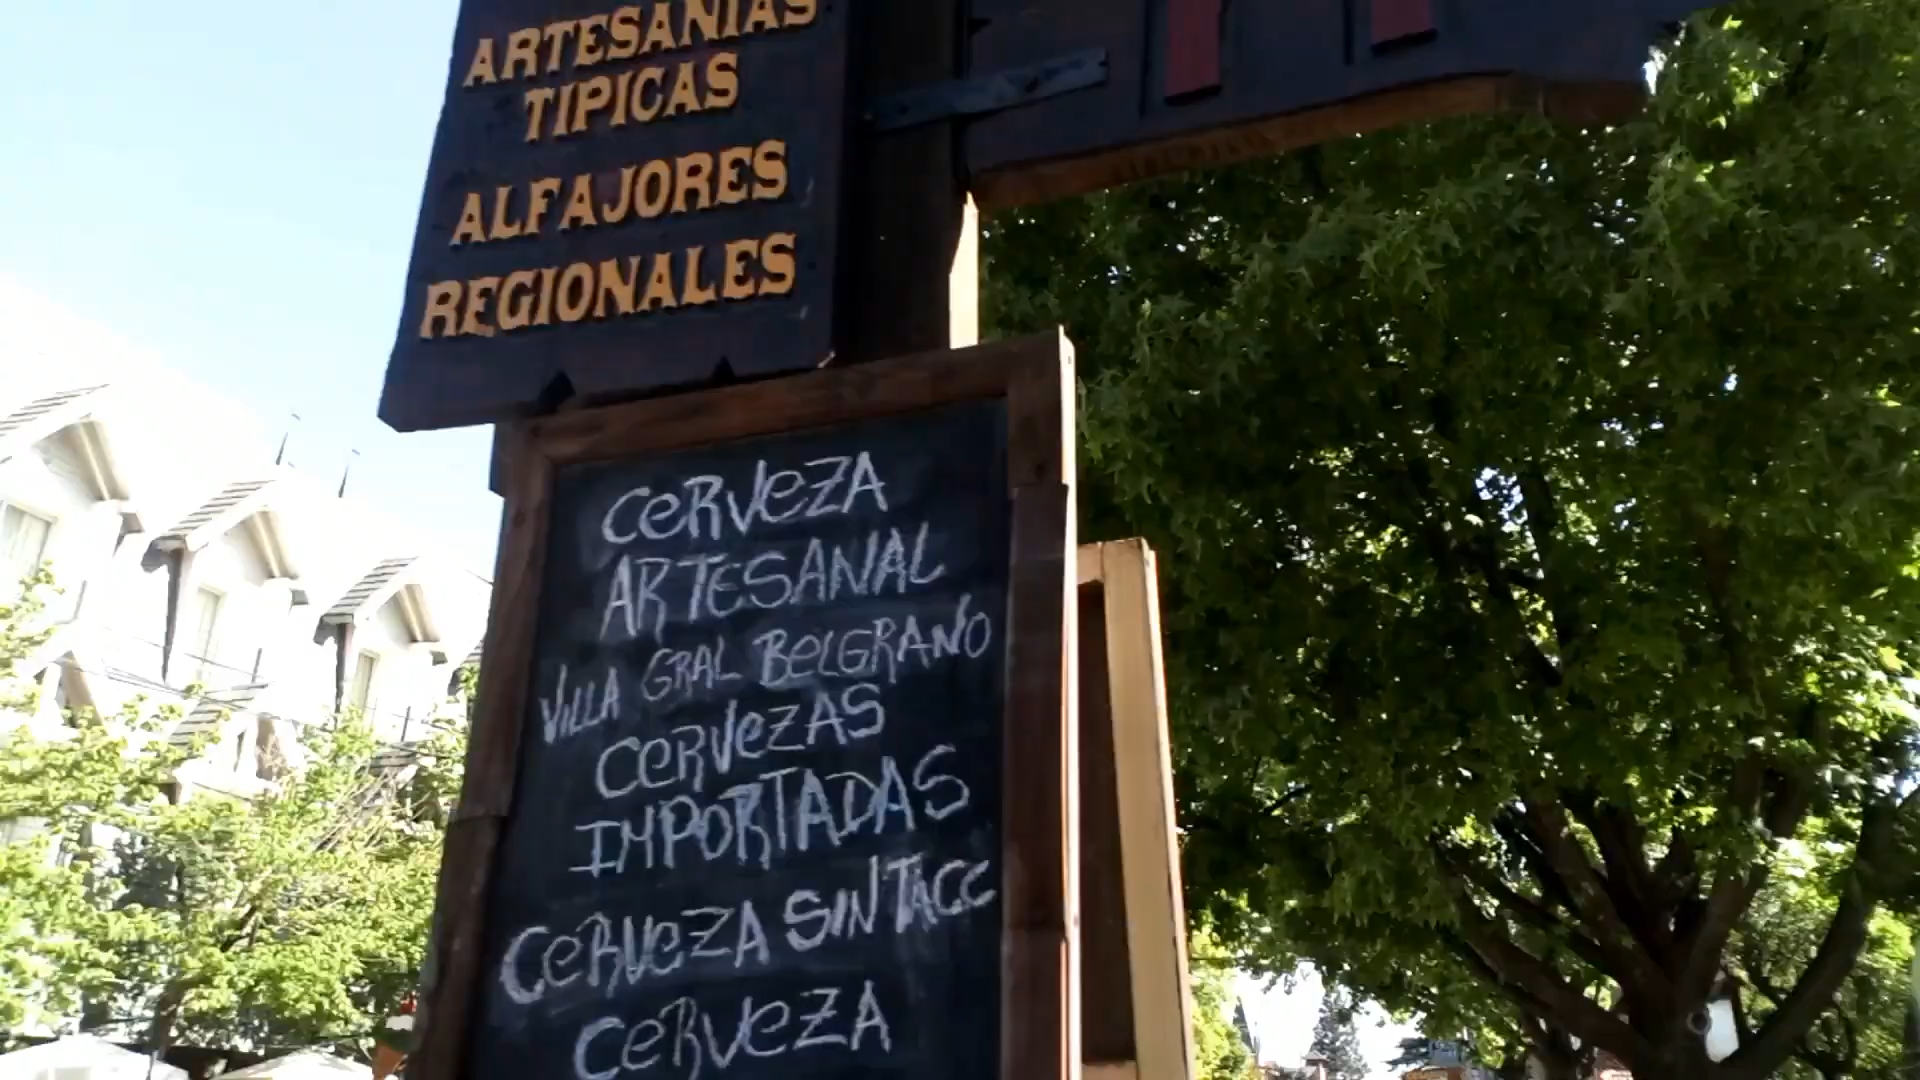 ARTESANIAS
TIPICAS
ALFAJORES
REGIONALES
CERVEZA
ARTESANAL
VILLA GRAL BELGRANO
CERVEZAS
IMPORTADAS
CERVEZA SIN TACC
CERVEZA